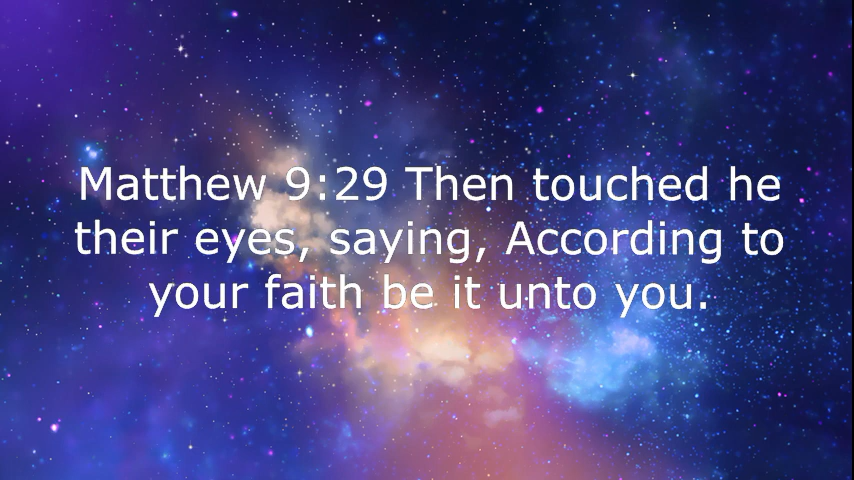 Matthew 9:29 Then touched he
their eyes, saying, According to
your faith be it unto you.